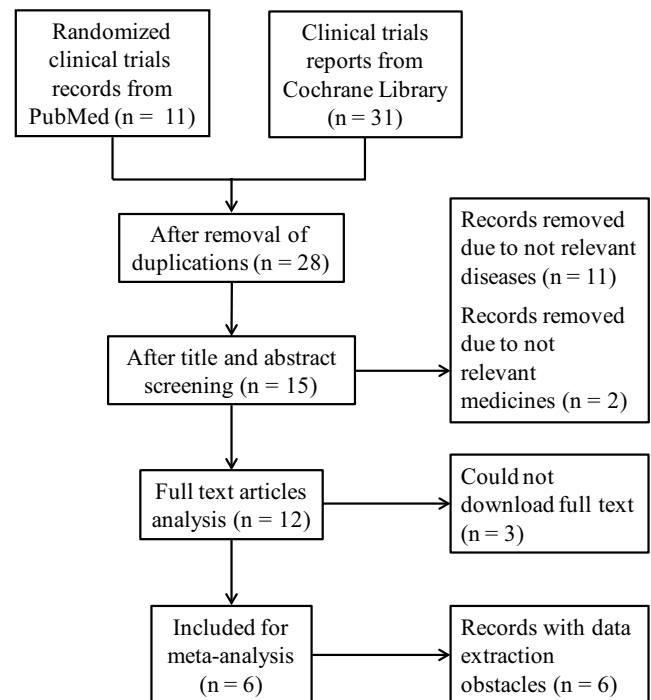 Randomized
clinical trials
records from
PubMed (n = 11)
Clinical trials
reports from
Cochrane Library
(n = 31)
After removal of
duplications (n = 28)
Records removed
due to not relevant
diseases (n = 11)
Records removed
due to not
relevant
medicines (n = 2)
After title and abstract
screening (n = 15)
Full text articles
analysis (n = 12)
Could not
download full text
(n = 3)
Included for
meta-analysis
(n = 6)
Records with data
extraction
obstacles (n = 6)